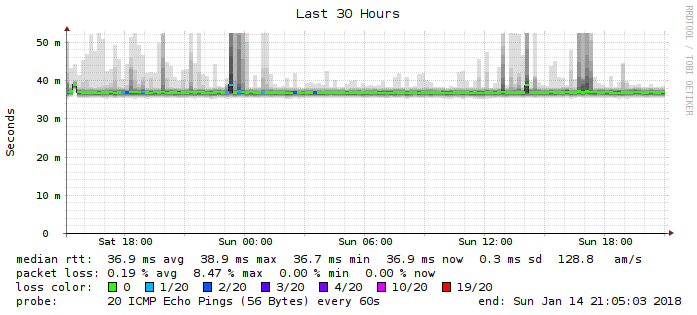 Last 30 Hours
RRDTOOL / TOBI OETIKER
Seconds
50 m
40 m
30 m
20 m
10 m
0
Sat 18:00 Sun 00:00 Sun 06:00 Sun 12:00 Sun 18:00
median rtt: 36.9 ms avg 38.9 ms max 36.7 ms min 36.9 ms now 0.3 ms sd 128.8 am/s
packet loss: 0.19 % avg 8.47 % max 0.00 % min 0.00 % now
loss color: 0 1/20 2/20 3/20 4/20 10/20 19/20
probe: 20 ICMP Echo Pings (56 Bytes) every 60s end: Sun Jan 14 21:05:03 2018